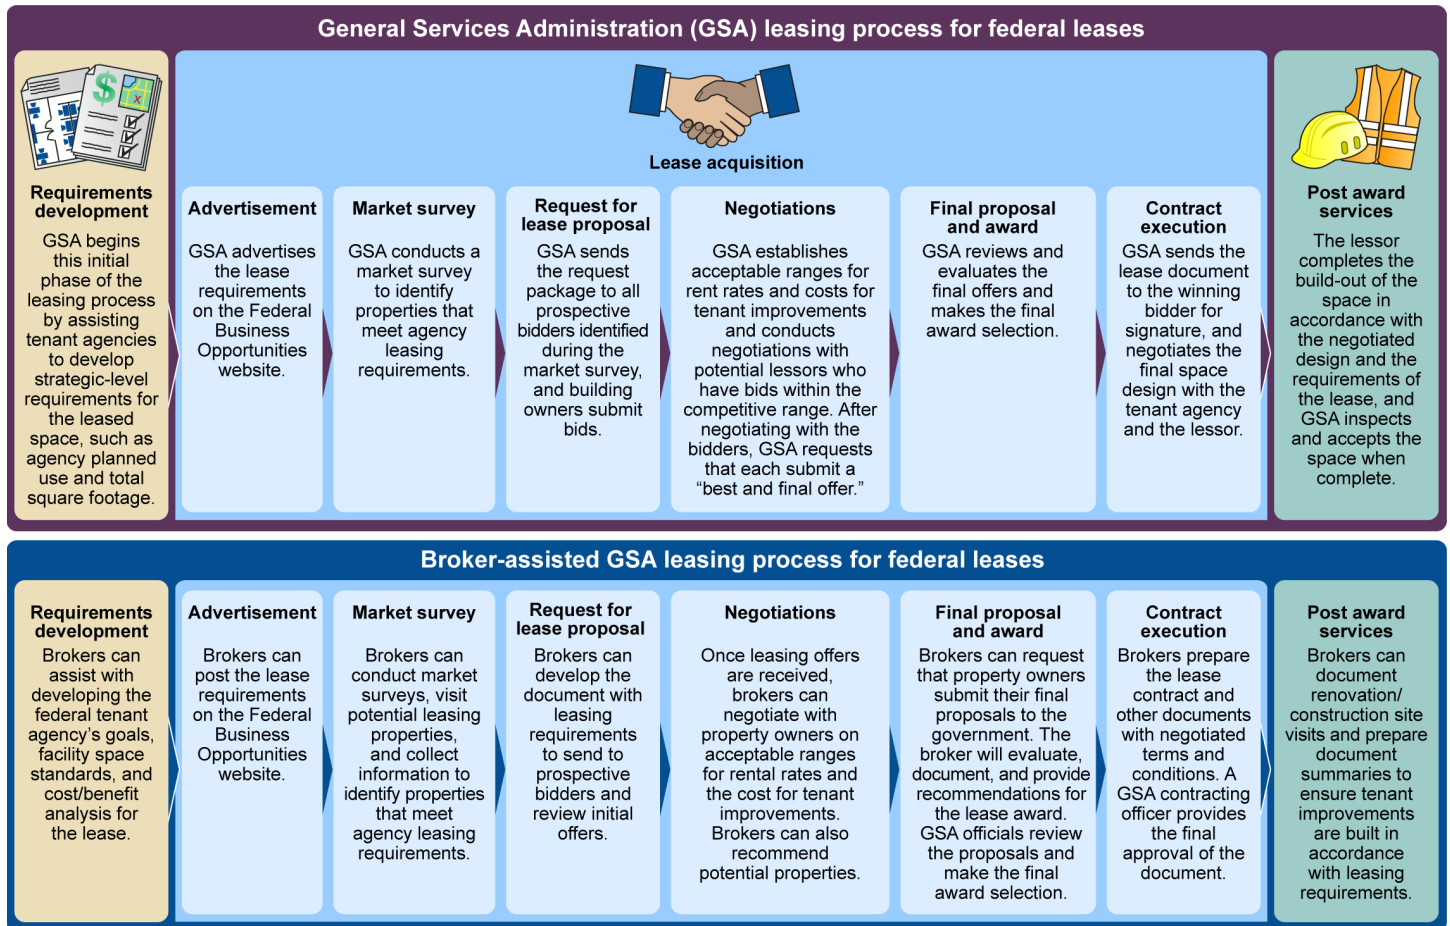 General Services Administration (GSA) leasing process for federal leases
$
x
Requirements
development
GSA begins
this initial
phase of the
leasing process
by assisting
tenant agencies
to develop
strategic-level
requirements for
the leased
space, such as
agency planned
use and total
square footage.
Lease acquisition
Advertisement
GSA advertises
the lease
requirements
on the Federal
Business
Opportunities
website.
Market survey
GSA conducts a
market survey
to identify
properties that
meet agency
leasing
requirements.
Request for
lease proposal
GSA sends
the request
package to all
prospective
bidders identified
during the
market survey,
and building
owners submit
bids.
Negotiations
GSA establishes
acceptable ranges for
rent rates and costs for
tenant improvements
and conducts
negotiations with
potential lessors who
have bids within the
competitive range. After
negotiating with the
bidders, GSA requests
that each submit a
“best and final offer.”
Final proposal
and award
GSA reviews and
evaluates the
final offers and
makes the final
award selection.
Contract
execution
GSA sends the
lease document
to the winning
bidder for
signature, and
negotiates the
final space
design with the
tenant agency
and the lessor.
Post award
services
The lessor
completes the
build-out of the
space in
accordance with
the negotiated
design and the
requirements of
the lease, and
GSA inspects
and accepts the
space when
complete.
Broker-assisted GSA leasing process for federal leases
Requirements
development
Brokers can
assist with
developing the
federal tenant
agency’s goals,
facility space
standards, and
cost/benefit
analysis for
the lease.
Advertisement
Brokers can
post the lease
requirements
on the Federal
Business
Opportunities
website.
Market survey
Brokers can
conduct market
surveys, visit
potential leasing
properties,
and collect
information to
identify properties
that meet
agency leasing
requirements.
Request for
lease proposal
Brokers can
develop the
document with
leasing
requirements
to send to
prospective
bidders and
review initial
offers.
Negotiations
Once leasing offers
are received,
brokers can
negotiate with
property owners on
acceptable ranges
for rental rates and
the cost for tenant
improvements.
Brokers can also
recommend
potential properties.
Final proposal
and award
Brokers can request
that property owners
submit their final
proposals to the
government. The
broker will evaluate,
document, and provide
recommendations for
the lease award.
GSA officials review
the proposals and
make the final
award selection.
Contract
execution
Brokers prepare
the lease
contract and
other documents
with negotiated
terms and
conditions. A
GSA contracting
officer provides
the final
approval of the
document.
Post award
services
Brokers can
document
renovation/
construction site
visits and prepare
document
summaries to
ensure tenant
improvements
are built in
accordance
with leasing
requirements.